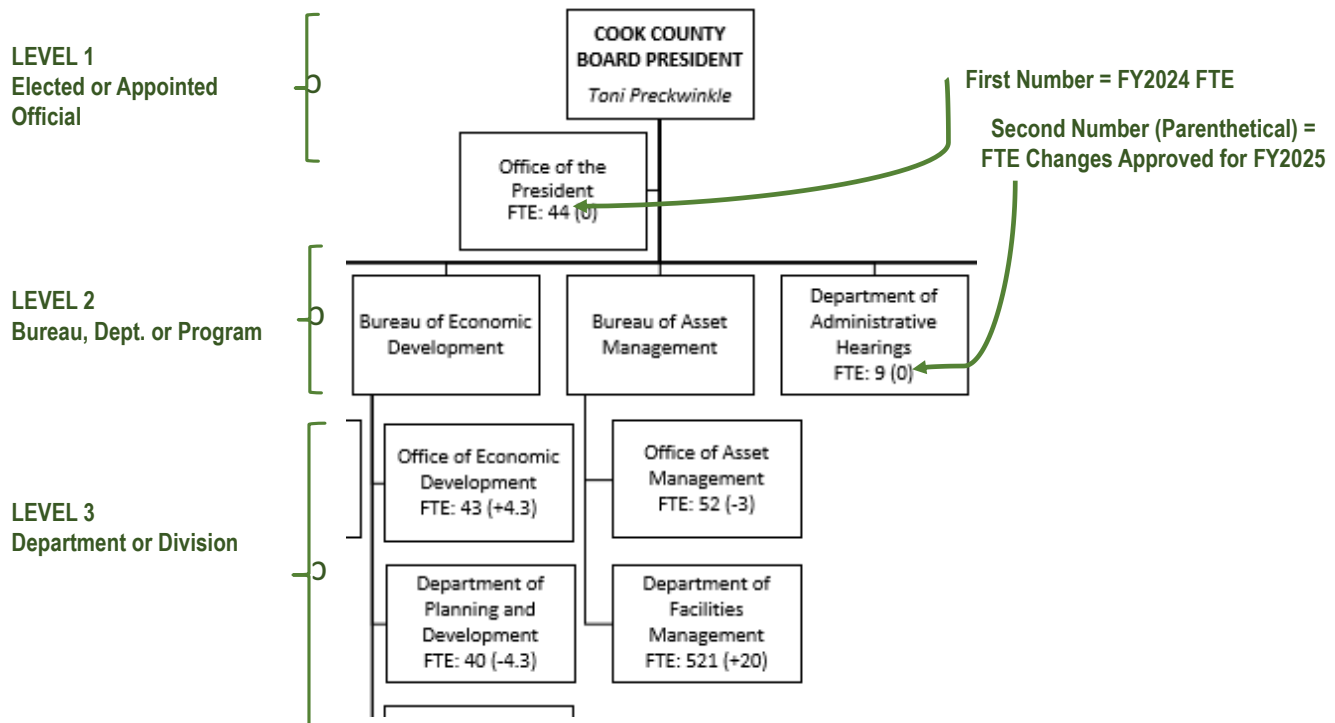 COOK COUNTY
BOARD PRESIDENT
Toni Preckwinkle
LEVEL 1
Elected or Appointed
Official
First Number = FY2024 FTE
Second Number (Parenthetical) =
FTE Changes Approved for FY2025
Office of the
President
FTE: 44 (0)
LEVEL 2
Bureau, Dept. or Program
Bureau of Economic
Development
Bureau of Asset
Management
Department of
Administrative
Hearings
FTE: 9 (0)
LEVEL 3
Department or Division
Office of Economic
Development
FTE: 43 (+4.3)
Office of Asset
Management
FTE: 52 (-3)
Department of
Planning and
Development
FTE: 40 (-4.3)
Department of
Facilities
Management
FTE: 521 (+20)